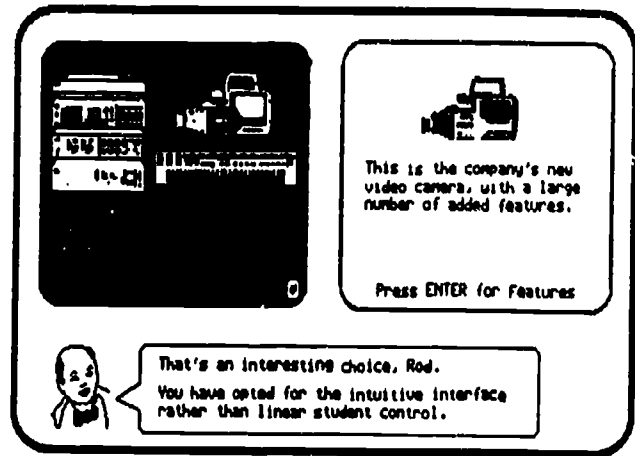 This is the company's new
video camera, with a large
number of added features.
Press ENTER for Features
That's an interesting choice, Rod.
You have opted for the intuitive interface
rather than linear student control.